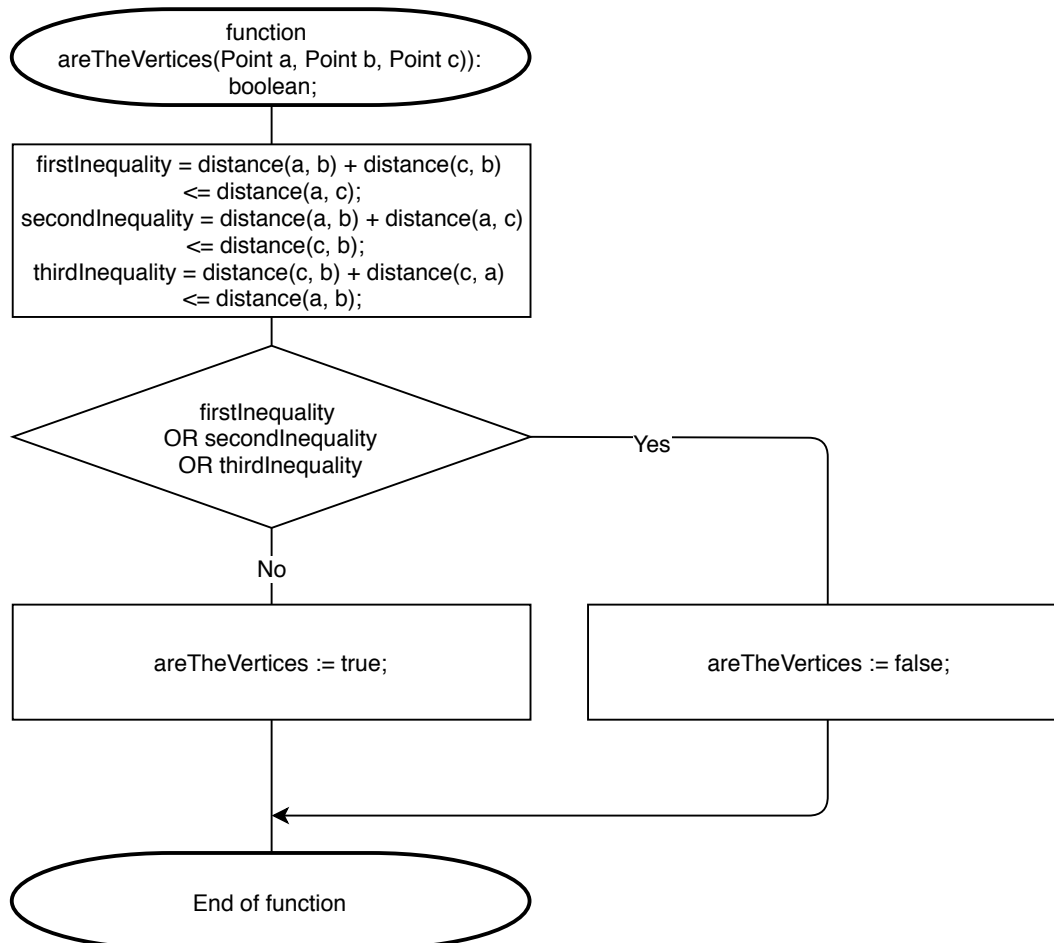 function
areTheVertices(Point a, Point b, Point c)):
boolean;
firstInequality = distance(a, b) + distance(c, b)
<= distance(a, c);
secondInequality = distance(a, b) + distance(a, c)
<= distance(c, b);
thirdInequality = distance(c, b) + distance(c, a)
<= distance(a, b);
firstInequality
OR secondInequality
OR thirdInequality
Yes
No
areTheVertices := true;
areTheVertices := false;
End of function